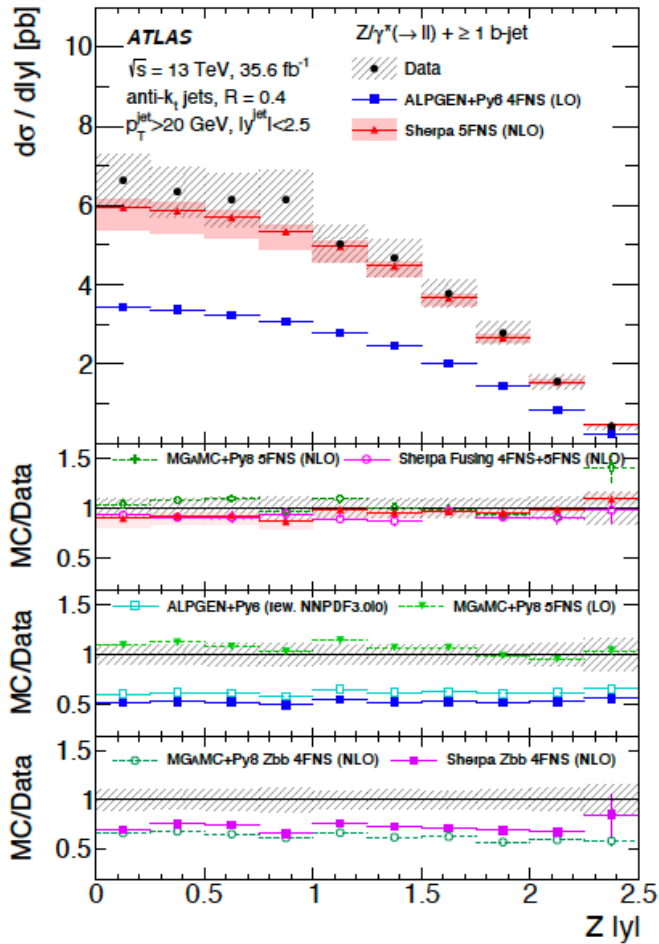 dσ / d|y| [pb]
10
8
6
4
2
ATLAS
√s = 13 TeV, 35.6 fb⁻¹
anti-kₜ jets, R = 0.4
p_T^jet>20 GeV, |y^jet|<2.5
Z/γ*(→ ll) + ≥ 1 b-jet
Data
ALPGEN+Py6 4FNS (LO)
Sherpa 5FNS (NLO)
MC/Data
1.5
1
0.5
MGAMC+Py8 5FNS (NLO)
Sherpa Fusing 4FNS+5FNS (NLO)
MC/Data
1.5
1
0.5
ALPGEN+Py6 (rew. NNPDF3.0lo)
MGAMC+Py8 5FNS (LO)
MC/Data
1.5
1
0.5
MGAMC+Py8 Zbb 4FNS (NLO)
Sherpa Zbb 4FNS (NLO)
0 0.5 1 1.5 2 2.5
Z |y|